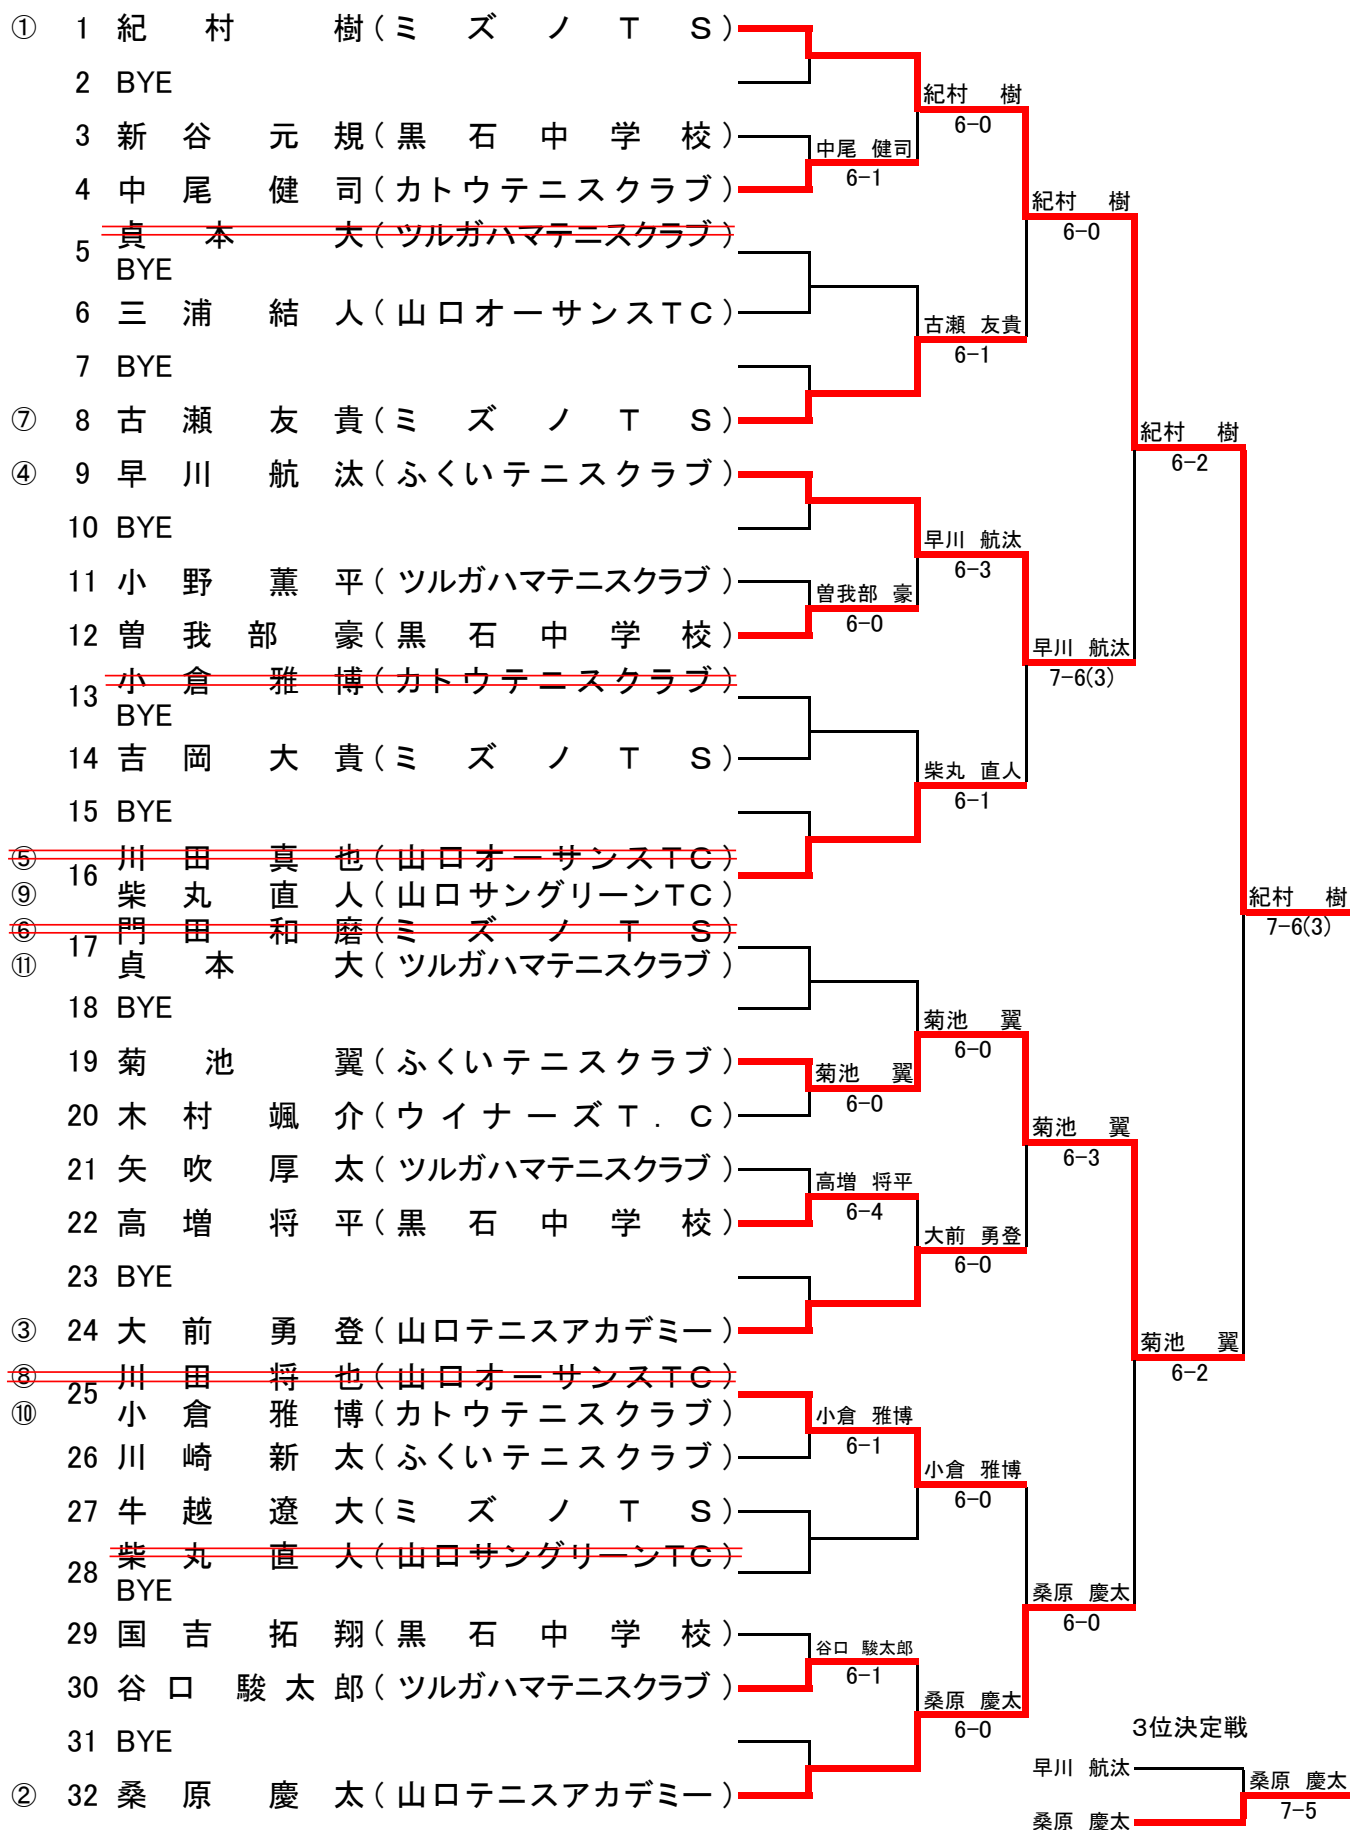 ① 1 紀村 樹(ミズノTS)
2 BYE
紀村 樹
6-0
3 新谷元規(黒石中学校)
中尾 健司
6-1
4 中尾健司(カトウテニスクラブ)
紀村 樹
6-0
貞本 大(ツルガハマテニスクラブ)
5
BYE
6 三浦結人(山口オーサンスTC)
古瀬 友貴
6-1
7 BYE
⑦ 8 古瀬友貴(ミズノTS)
紀村 樹
6-2
④ 9 早川航汰(ふくいテニスクラブ)
10 BYE
早川 航汰
6-3
11 小野薫平(ツルガハマテニスクラブ)
曽我部 豪
6-0
12 曽我部豪(黒石中学校)
早川 航汰
7-6(3)
小倉雅博(カトウテニスクラブ)
13
BYE
14 吉岡大貴(ミズノTS)
柴丸 直人
6-1
15 BYE
⑤ 川田真也(山口オーサンスTC)
16
⑨ 柴丸直人(山口サングリーンTC)
紀村 樹
7-6(3)
⑥ 門田和磨(ミズノTS)
17
⑪ 貞本 大(ツルガハマテニスクラブ)
18 BYE
菊池 翼
6-0
19 菊池 翼(ふくいテニスクラブ)
菊池 翼
6-0
20 木村颯介(ウイナーズT.C)
菊池 翼
6-3
21 矢吹厚太(ツルガハマテニスクラブ)
高増 将平
6-4
22 高増将平(黒石中学校)
大前 勇登
6-0
23 BYE
③ 24 大前勇登(山口テニスアカデミー)
菊池 翼
6-2
⑧ 川田将也(山口オーサンスTC)
25
⑩ 小倉雅博(カトウテニスクラブ)
小倉 雅博
6-1
26 川崎新太(ふくいテニスクラブ)
小倉 雅博
6-0
27 牛越遼大(ミズノTS)
柴丸直人(山口サングリーンTC)
28
BYE
桑原 慶太
6-0
29 国吉拓翔(黒石中学校)
谷口 駿太郎
6-1
30 谷口駿太郎(ツルガハマテニスクラブ)
桑原 慶太
6-0
31 BYE
② 32 桑原慶太(山口テニスアカデミー)
3位決定戦
早川 航汰
桑原 慶太
7-5
桑原 慶太